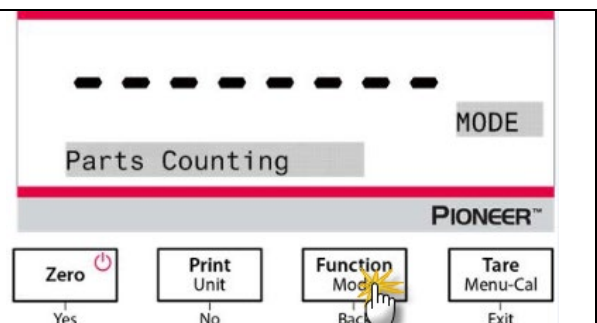 MODE
Parts Counting
PIONEER™
Zero
Print
Unit
Function
Mod
Tare
Menu-Cal
Yes
No
Back
Exit